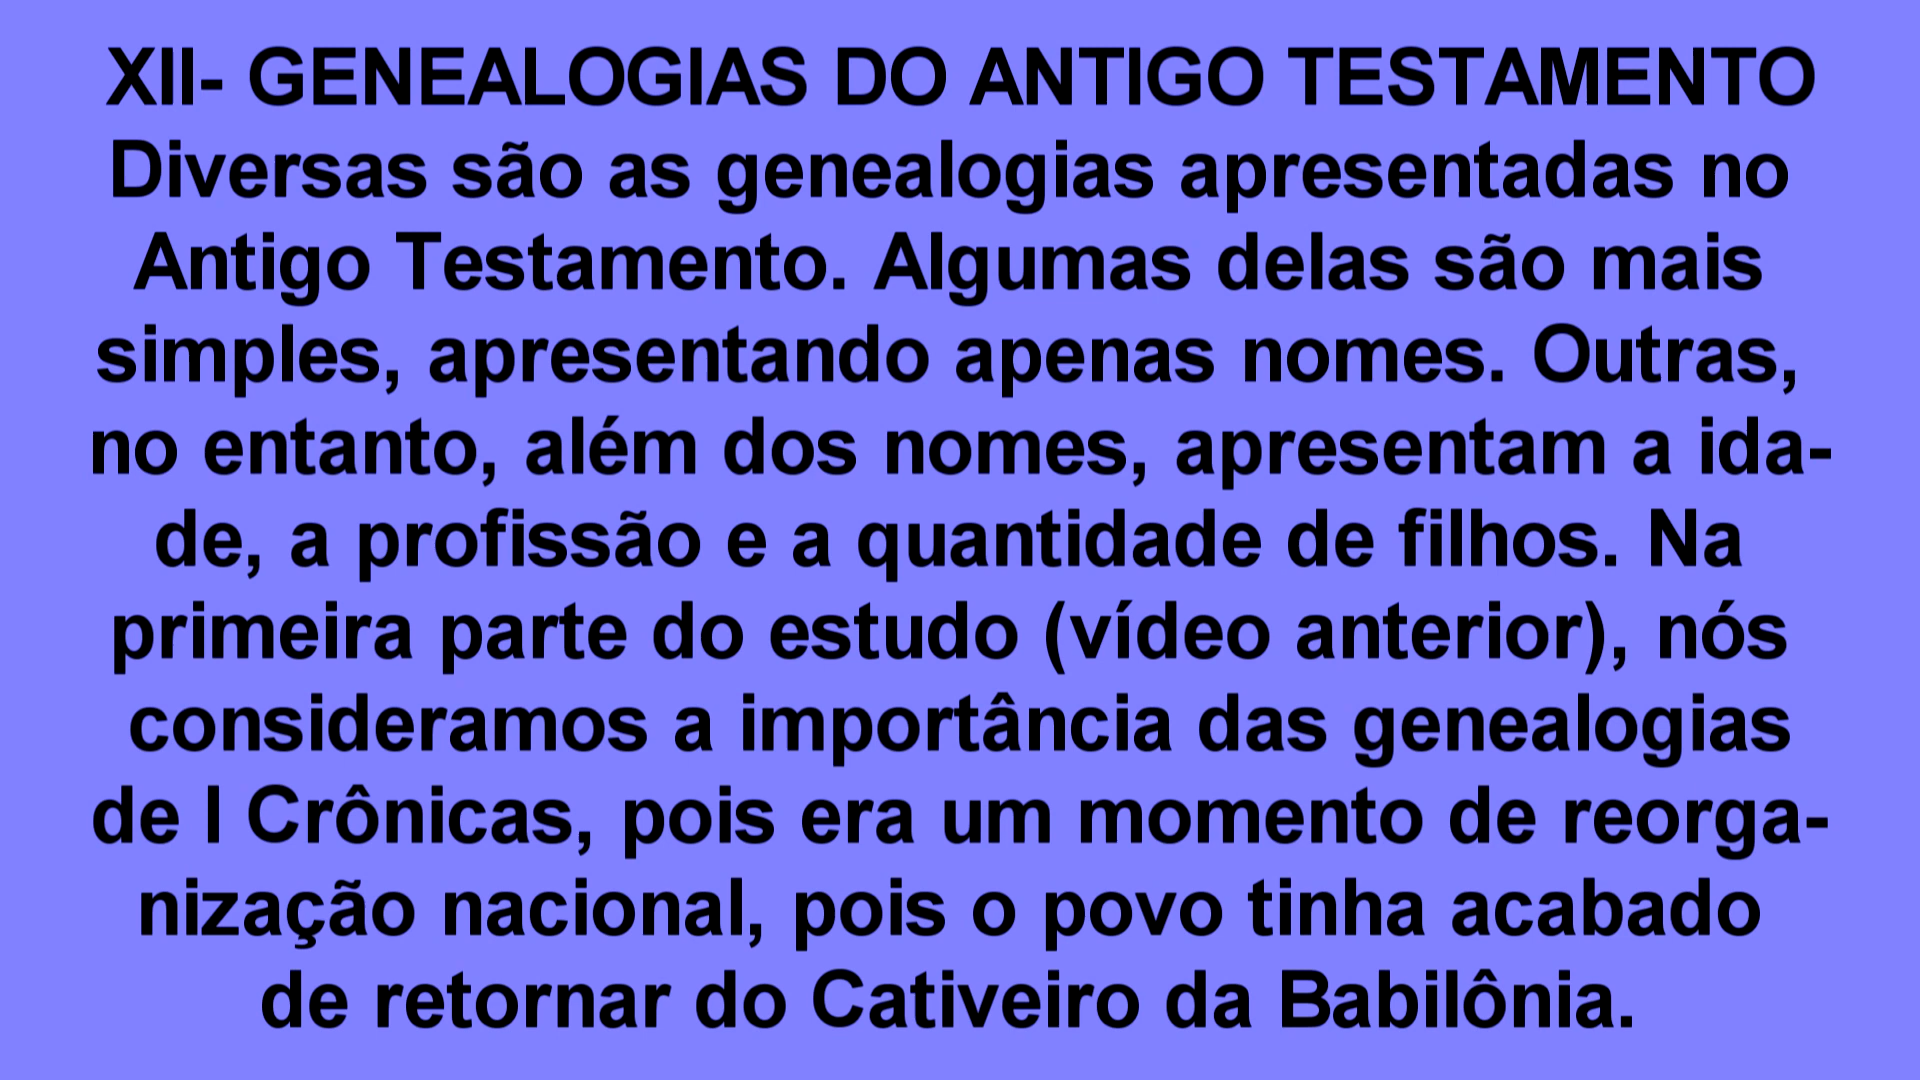 XII- GENEALOGIAS DO ANTIGO TESTAMENTO
Diversas são as genealogias apresentadas no
Antigo Testamento. Algumas delas são mais
simples, apresentando apenas nomes. Outras,
no entanto, além dos nomes, apresentam a ida-
de, a profissão e a quantidade de filhos. Na
primeira parte do estudo (vídeo anterior), nós
consideramos a importância das genealogias
de I Crônicas, pois era um momento de reorga-
nização nacional, pois o povo tinha acabado
de retornar do Cativeiro da Babilônia.